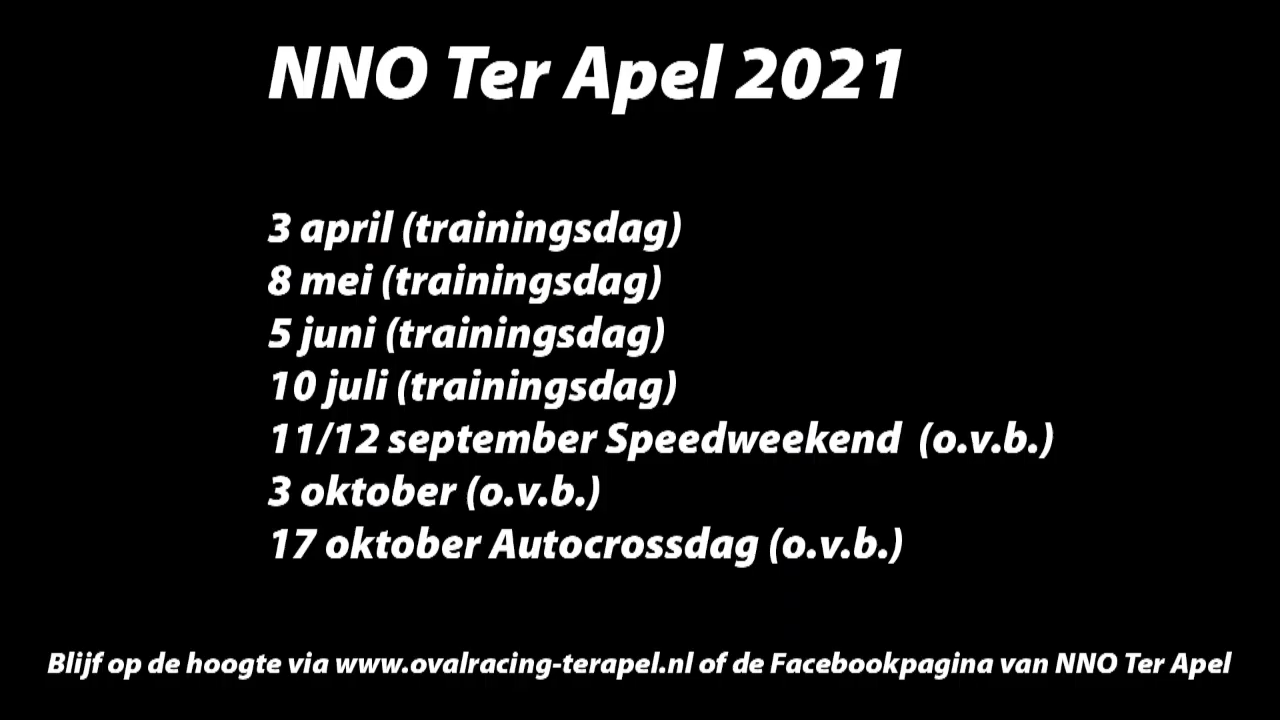 NNO Ter Apel 2021
3 april (trainingsdag)
8 mei (trainingsdag)
5 juni (trainingsdag)
10 juli (trainingsdag)
11/12 september Speedweekend (o.v.b.)
3 oktober (o.v.b.)
17 oktober Autocrossdag (o.v.b.)
Blijf op de hoogte via www.ovalracing-terapel.nl of de Facebookpagina van NNO Ter Apel